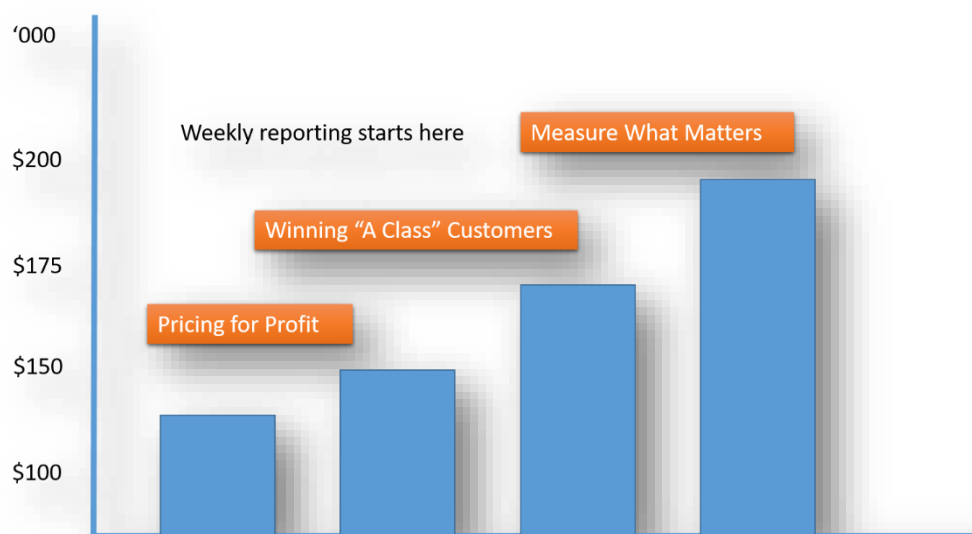 ‘000
Weekly reporting starts here
Measure What Matters
$200
Winning “A Class” Customers
$175
Pricing for Profit
$150
$100